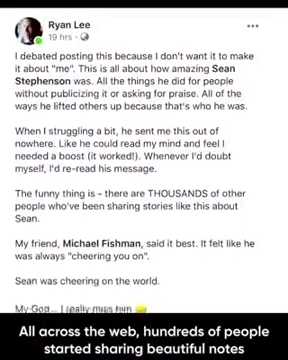 Ryan Lee
19 hrs ·
I debated posting this because I don't want it to make
it about "me". This is all about how amazing Sean
Stephenson was. All the things he did for people
without publicizing it or asking for praise. All of the
ways he lifted others up because that's who he was.
When I struggling a bit, he sent me this out of
nowhere. Like he could read my mind and feel I
needed a boost (it worked!). Whenever I'd doubt
myself, I'd re-read his message.
The funny thing is - there are THOUSANDS of other
people who've been sharing stories like this about
Sean.
My friend, Michael Fishman, said it best. It felt like he
was always "cheering you on".
Sean was cheering on the world.
My God... I really miss him
All across the web, hundreds of people
started sharing beautiful notes